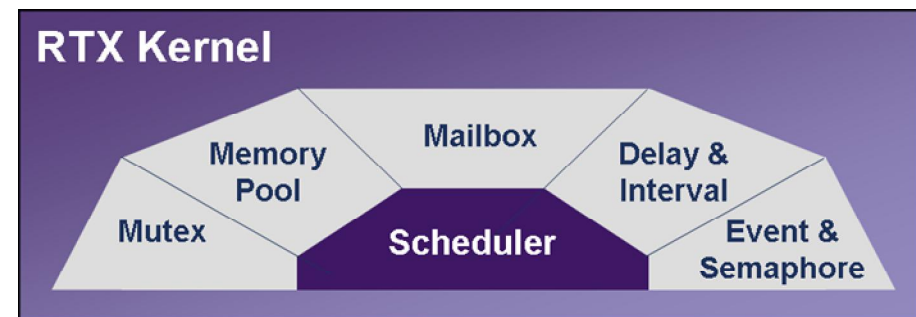 RTX Kernel
Mutex
Memory
Pool
Mailbox
Delay &
Interval
Event &
Semaphore
Scheduler